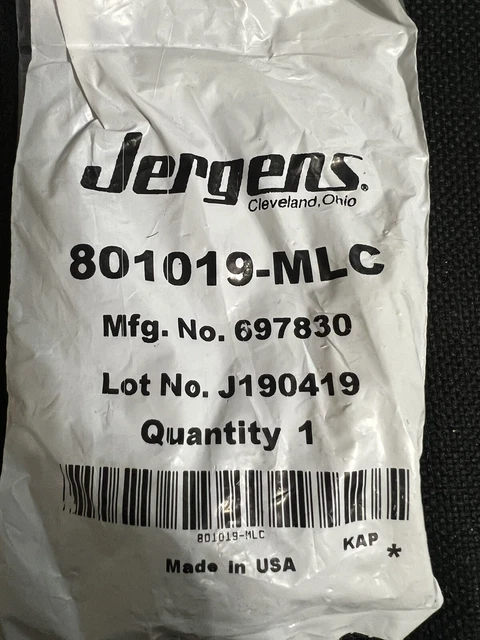 Jergens®
Cleveland, Ohio
801019-MLC
Mfg. No. 697830
Lot No. J190419
Quantity 1
801019-MLC
KAP *
Made in USA